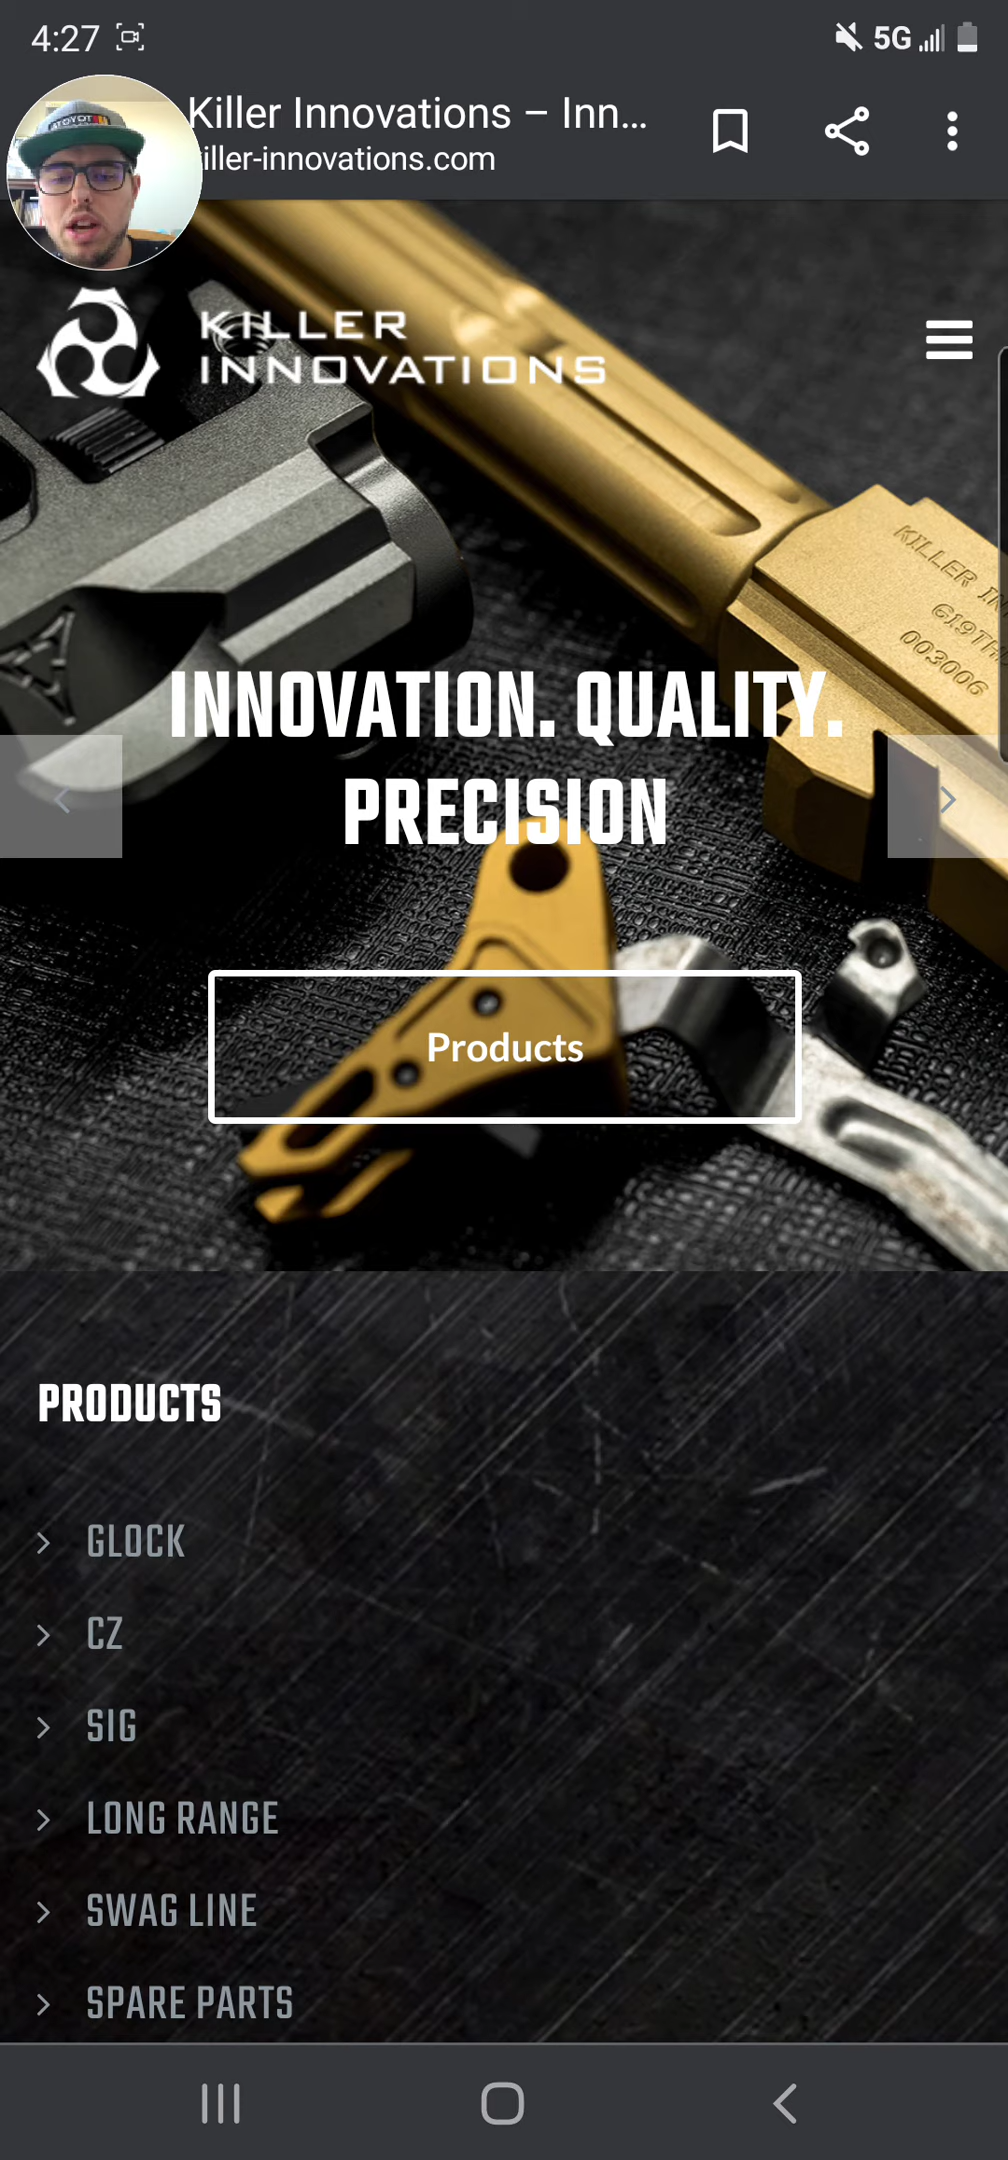 4:27
5G
Killer Innovations – Inn...
iller-innovations.com
KILLER
INNOVATIONS
KILLER IN
619TH
003006
INNOVATION. QUALITY.
PRECISION
Products
PRODUCTS
GLOCK
CZ
SIG
LONG RANGE
SWAG LINE
SPARE PARTS